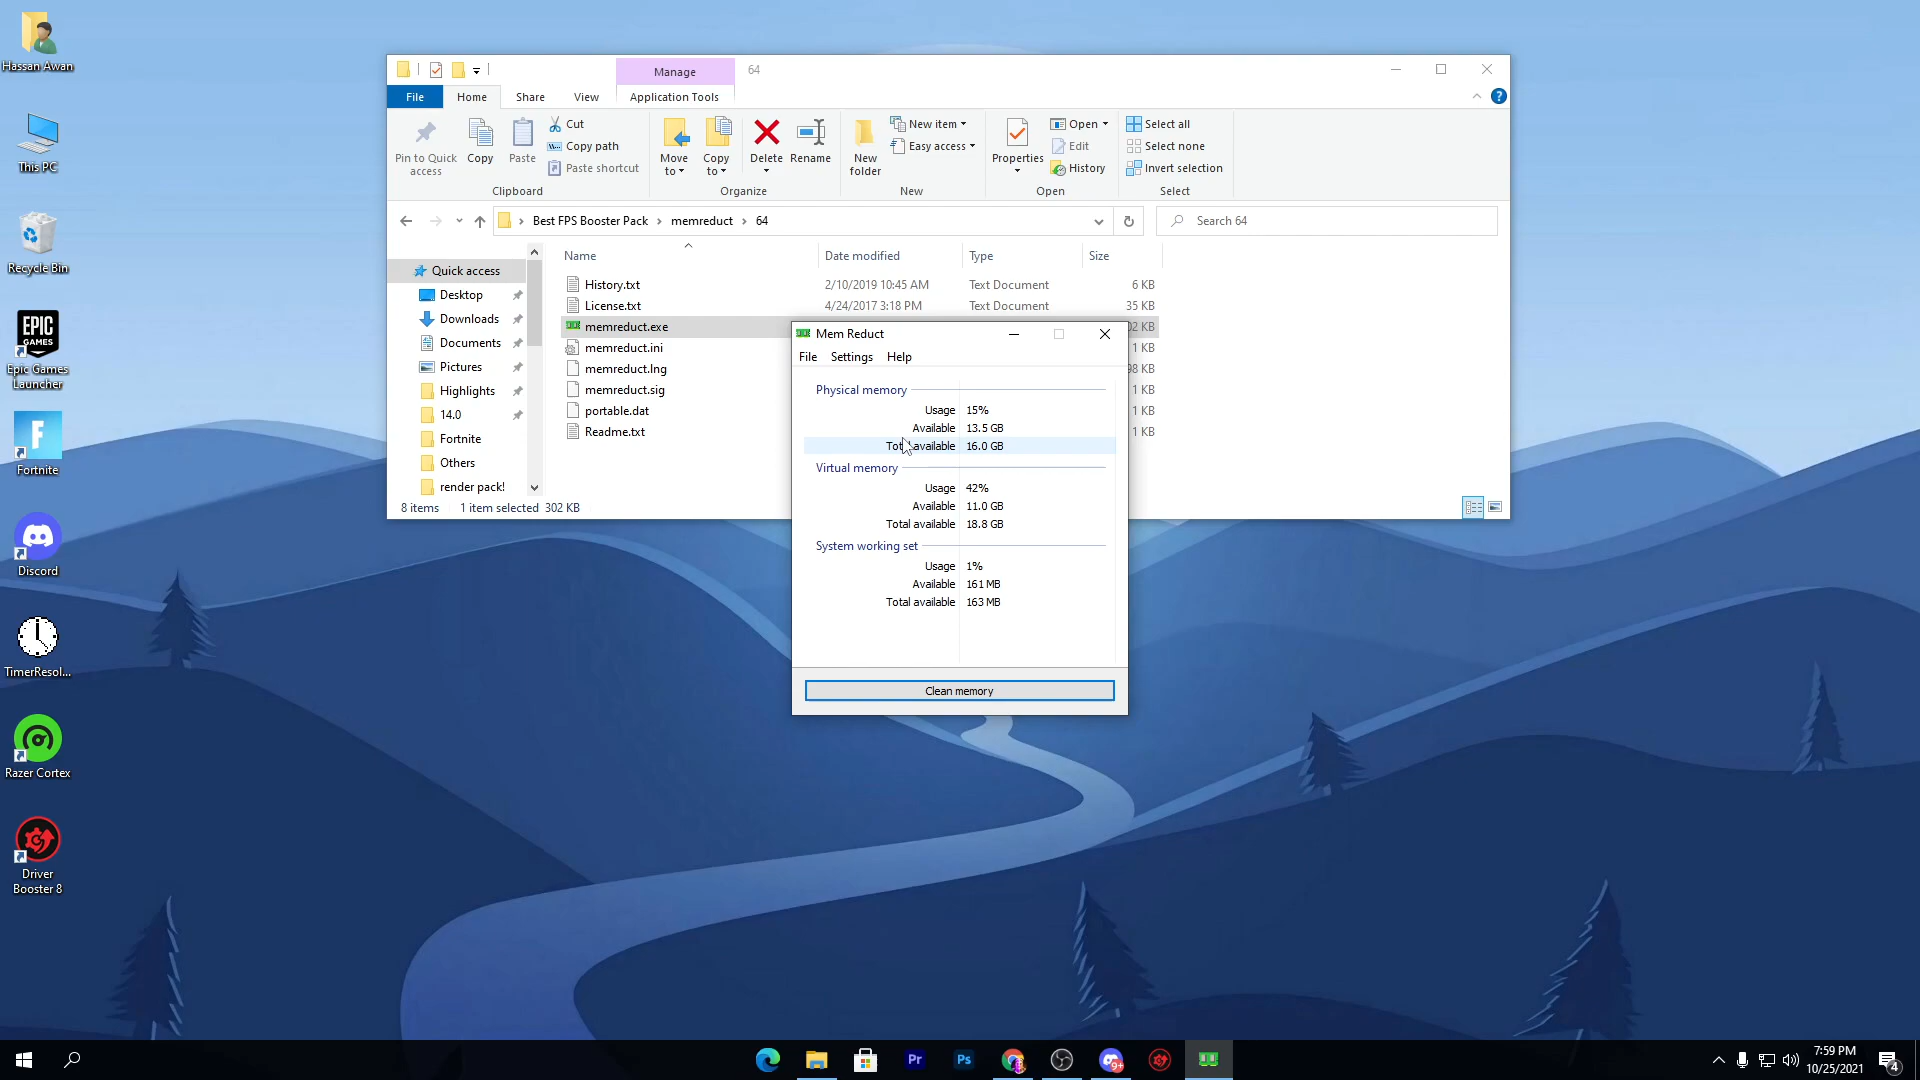 Hassan Awan
This PC
Recycle Bin
Epic Games
Launcher
Fortnite
Discord
TimerResol...
Razer Cortex
Driver
Booster 8
Manage
64
File
Home
Share
View
Application Tools
Pin to Quick
access
Copy
Paste
Cut
Copy path
Paste shortcut
Clipboard
Move
to
Copy
to
Delete
Rename
Organize
New
folder
New item
Easy access
New
Properties
Open
Edit
History
Open
Select all
Select none
Invert selection
Select
Best FPS Booster Pack > memreduct > 64
Search 64
Quick access
Desktop
Downloads
Documents
Pictures
Highlights
14.0
Fortnite
Others
render pack!
Name Date modified Type Size
History.txt 2/10/2019 10:45 AM Text Document 6 KB
License.txt 4/24/2017 3:18 PM Text Document 35 KB
memreduct.exe 02 KB
memreduct.ini 1 KB
memreduct.lng 98 KB
memreduct.sig 1 KB
portable.dat 1 KB
Readme.txt 1 KB
8 items 1 item selected 302 KB
Mem Reduct
File Settings Help
Physical memory
Usage 15%
Available 13.5 GB
Total available 16.0 GB
Virtual memory
Usage 42%
Available 11.0 GB
Total available 18.8 GB
System working set
Usage 1%
Available 161 MB
Total available 163 MB
Clean memory
EPIC
GAMES
Pr
Ps
9+
7:59 PM
10/25/2021
4